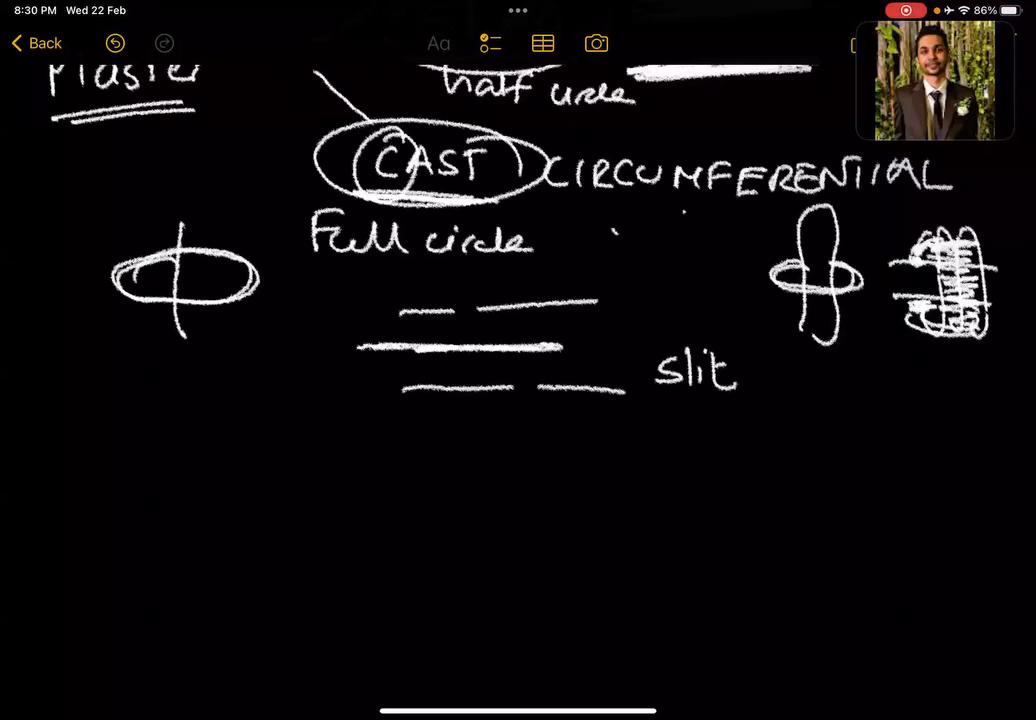 8:30 PM Wed 22 Feb
86%
Back
Aa
Plaster
half circle
CAST CIRCUMFERENTIAL
Full circle
slit